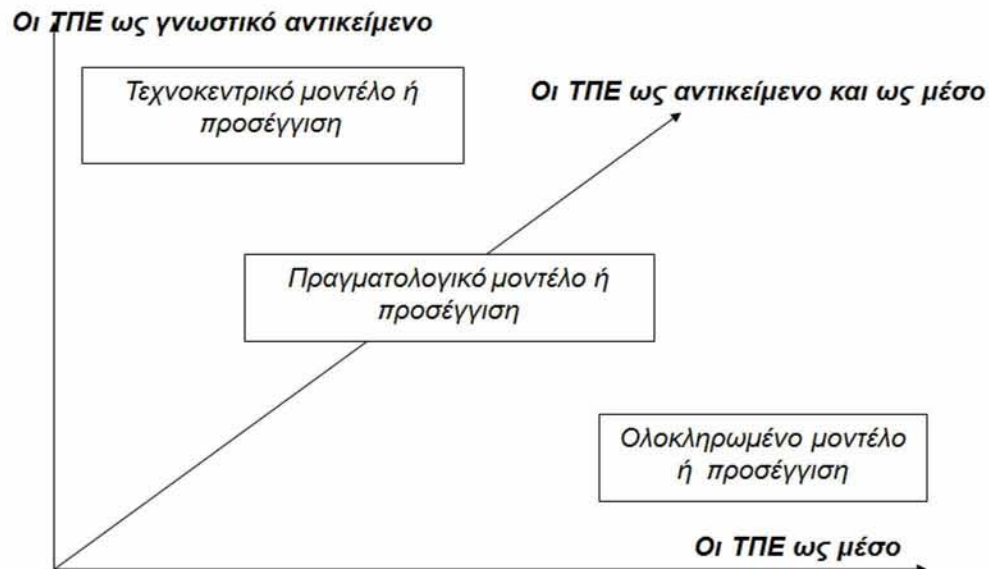 Οι ΤΠΕ ως γνωστικό αντικείμενο
Τεχνοκεντρικό μοντέλο ή
προσέγγιση
Οι ΤΠΕ ως αντικείμενο και ως μέσο
Πραγματολογικό μοντέλο ή
προσέγγιση
Ολοκληρωμένο μοντέλο
ή προσέγγιση
Οι ΤΠΕ ως μέσο